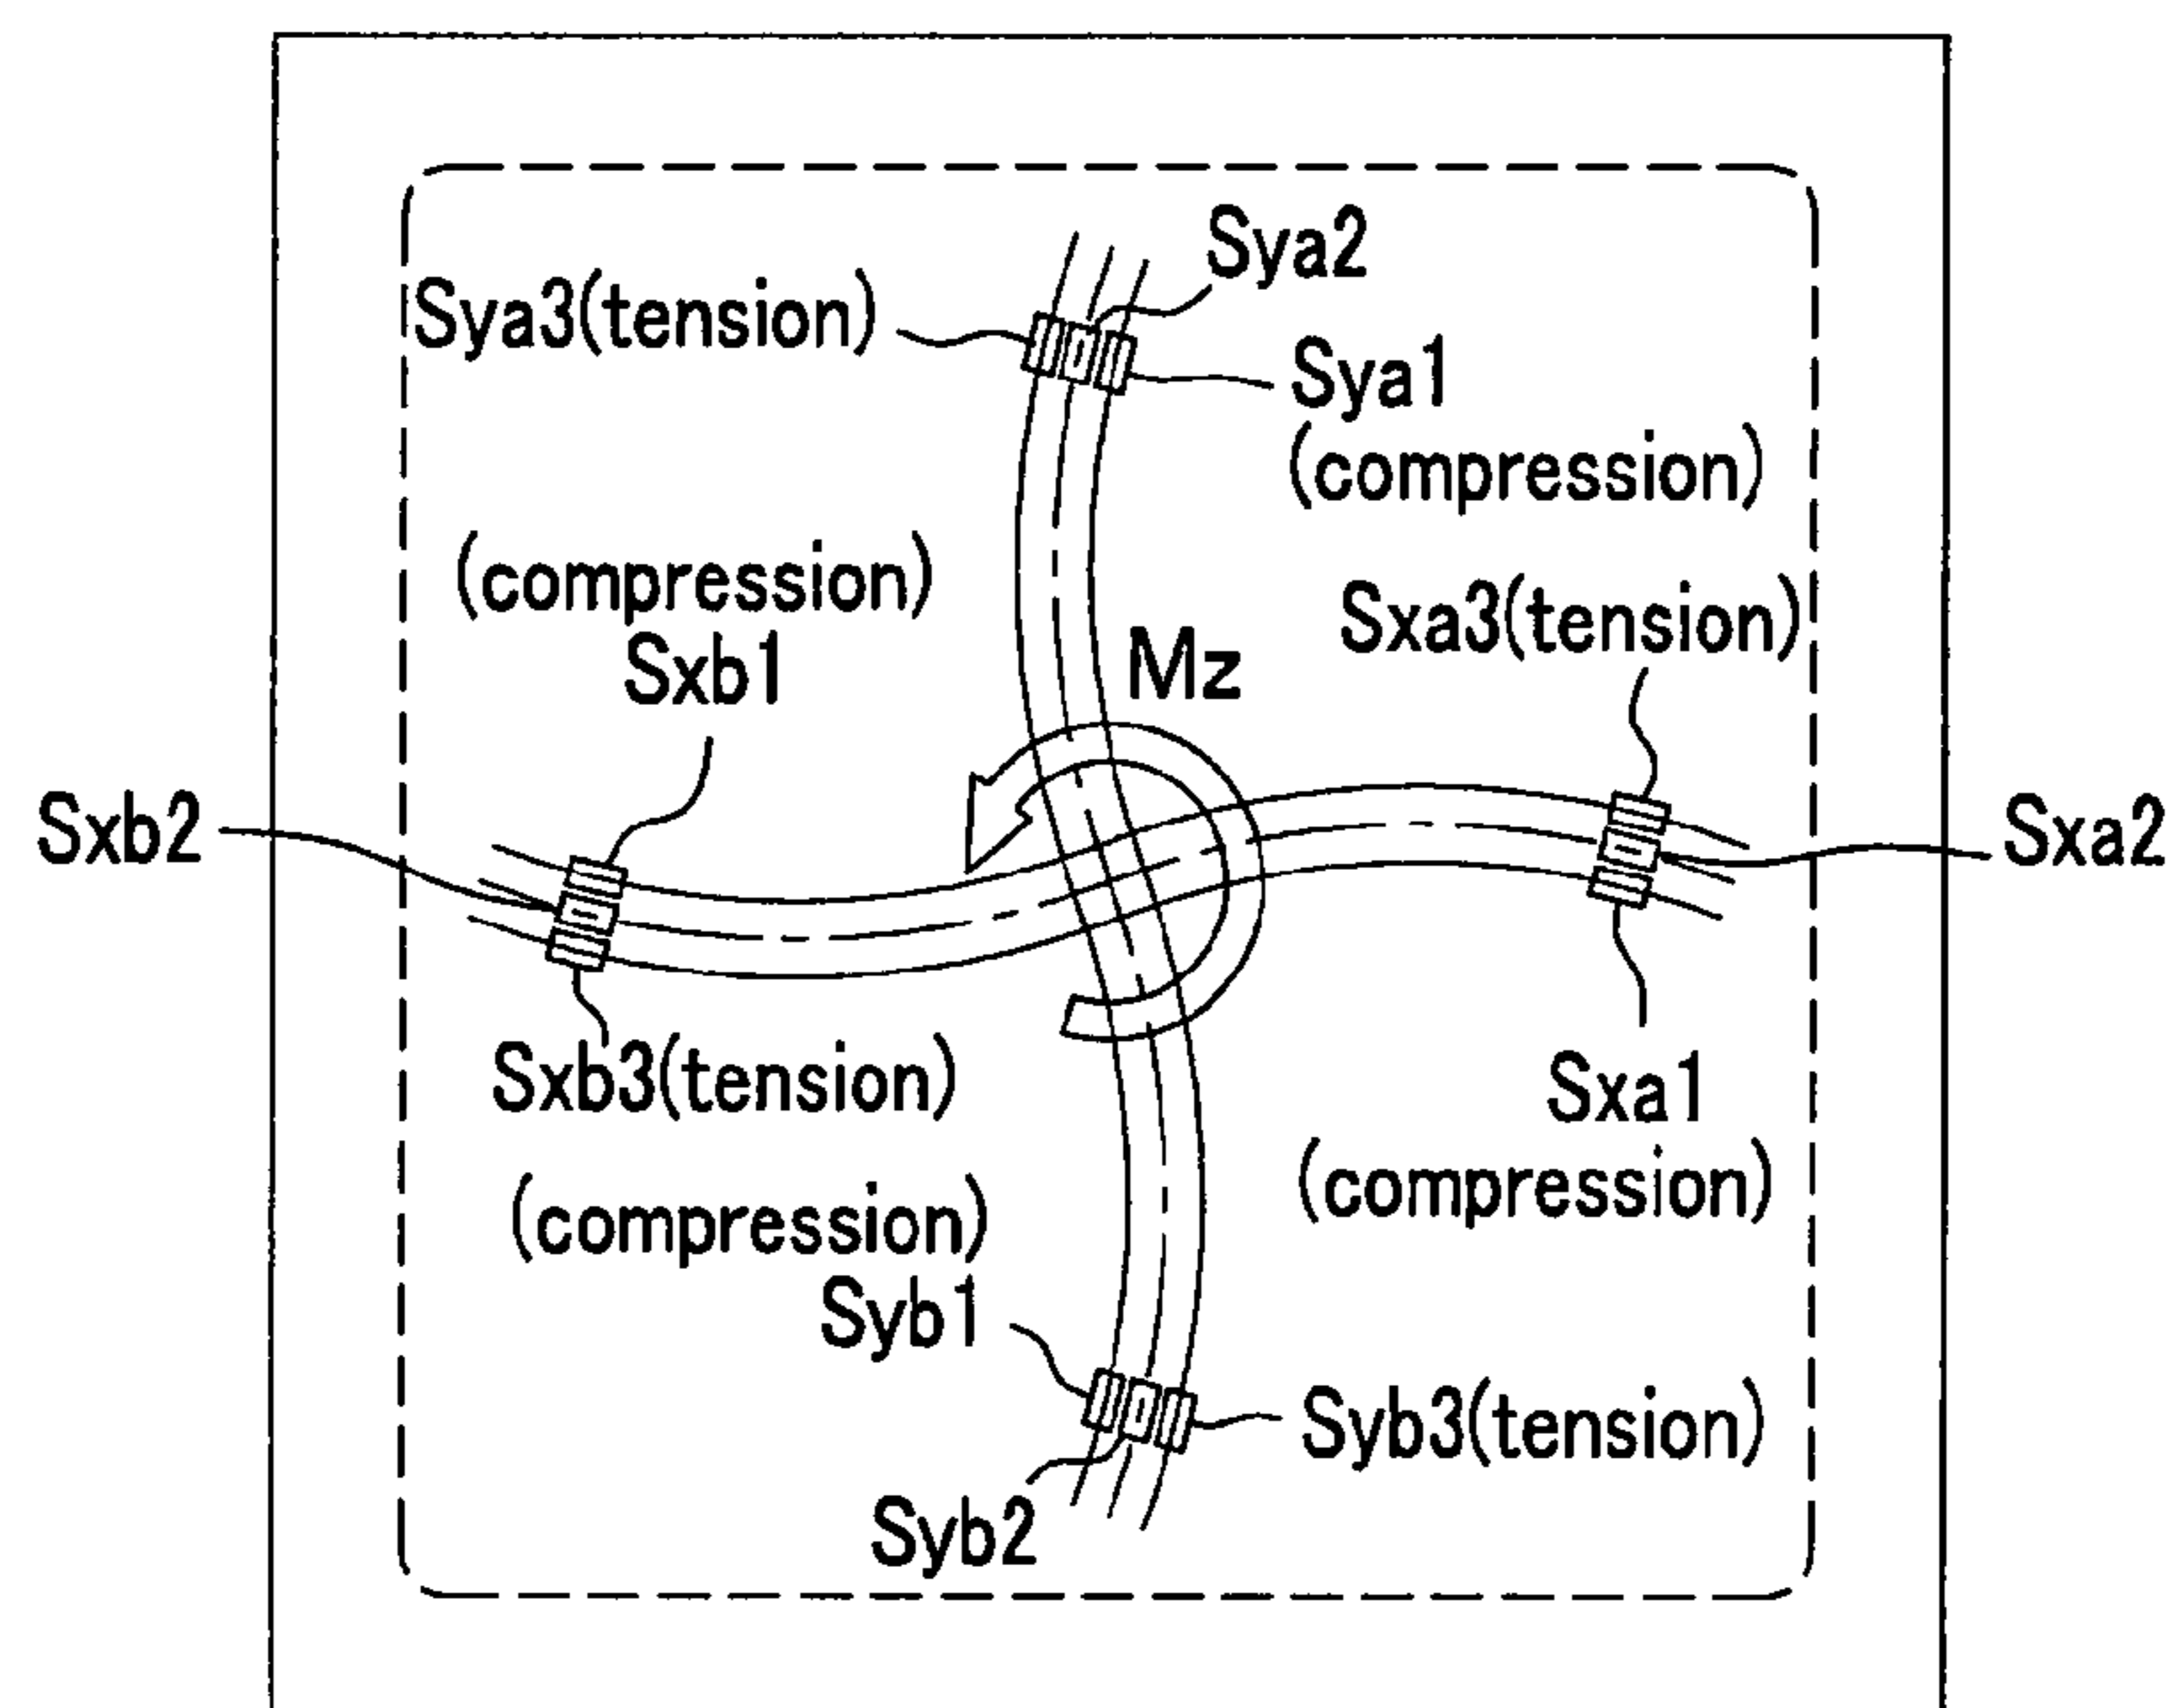 Sya2
Sya3(tension)
Sya1
(compression)
(compression)
Sxb1
Sxa3(tension)
Mz
Sxb2
Sxa2
Sxb3(tension)
Sxa1
(compression)
(compression)
Syb1
Syb3(tension)
Syb2